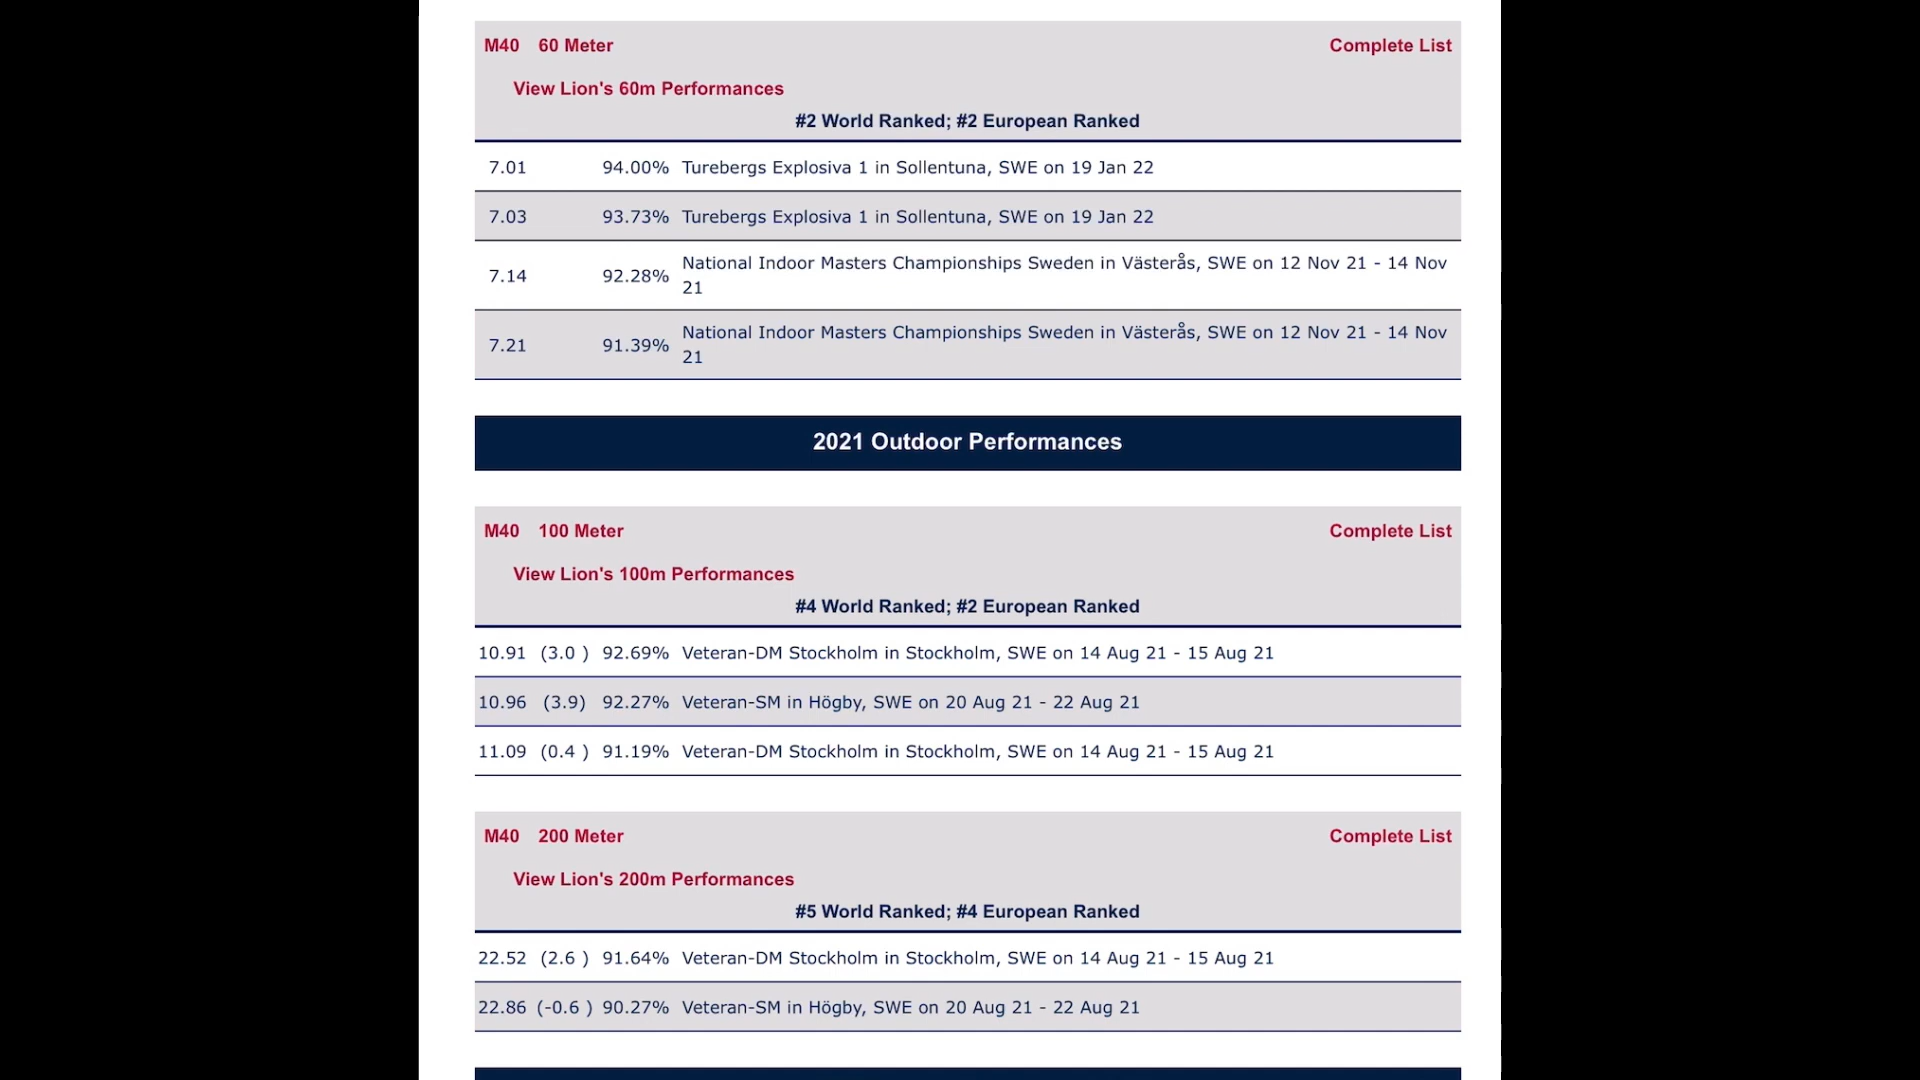 M40 60 Meter Complete List
View Lion's 60m Performances
#2 World Ranked; #2 European Ranked
7.01 94.00% Turebergs Explosiva 1 in Sollentuna, SWE on 19 Jan 22
7.03 93.73% Turebergs Explosiva 1 in Sollentuna, SWE on 19 Jan 22
7.14 92.28% National Indoor Masters Championships Sweden in Västerås, SWE on 12 Nov 21 - 14 Nov
21
7.21 91.39% National Indoor Masters Championships Sweden in Västerås, SWE on 12 Nov 21 - 14 Nov
21
2021 Outdoor Performances
M40 100 Meter Complete List
View Lion's 100m Performances
#4 World Ranked; #2 European Ranked
10.91 (3.0 ) 92.69% Veteran-DM Stockholm in Stockholm, SWE on 14 Aug 21 - 15 Aug 21
10.96 (3.9) 92.27% Veteran-SM in Högby, SWE on 20 Aug 21 - 22 Aug 21
11.09 (0.4 ) 91.19% Veteran-DM Stockholm in Stockholm, SWE on 14 Aug 21 - 15 Aug 21
M40 200 Meter Complete List
View Lion's 200m Performances
#5 World Ranked; #4 European Ranked
22.52 (2.6 ) 91.64% Veteran-DM Stockholm in Stockholm, SWE on 14 Aug 21 - 15 Aug 21
22.86 (-0.6 ) 90.27% Veteran-SM in Högby, SWE on 20 Aug 21 - 22 Aug 21